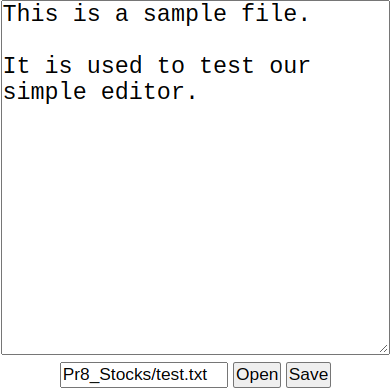 This is a sample file.
It is used to test our
simple editor.
Pr8_Stocks/test.txt Open Save